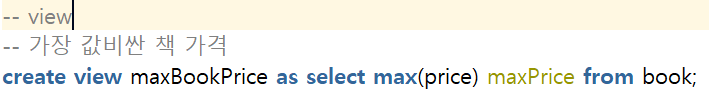 -- view
-- 가장 값비싼 책 가격
create view maxBookPrice as select max(price) maxPrice from book;